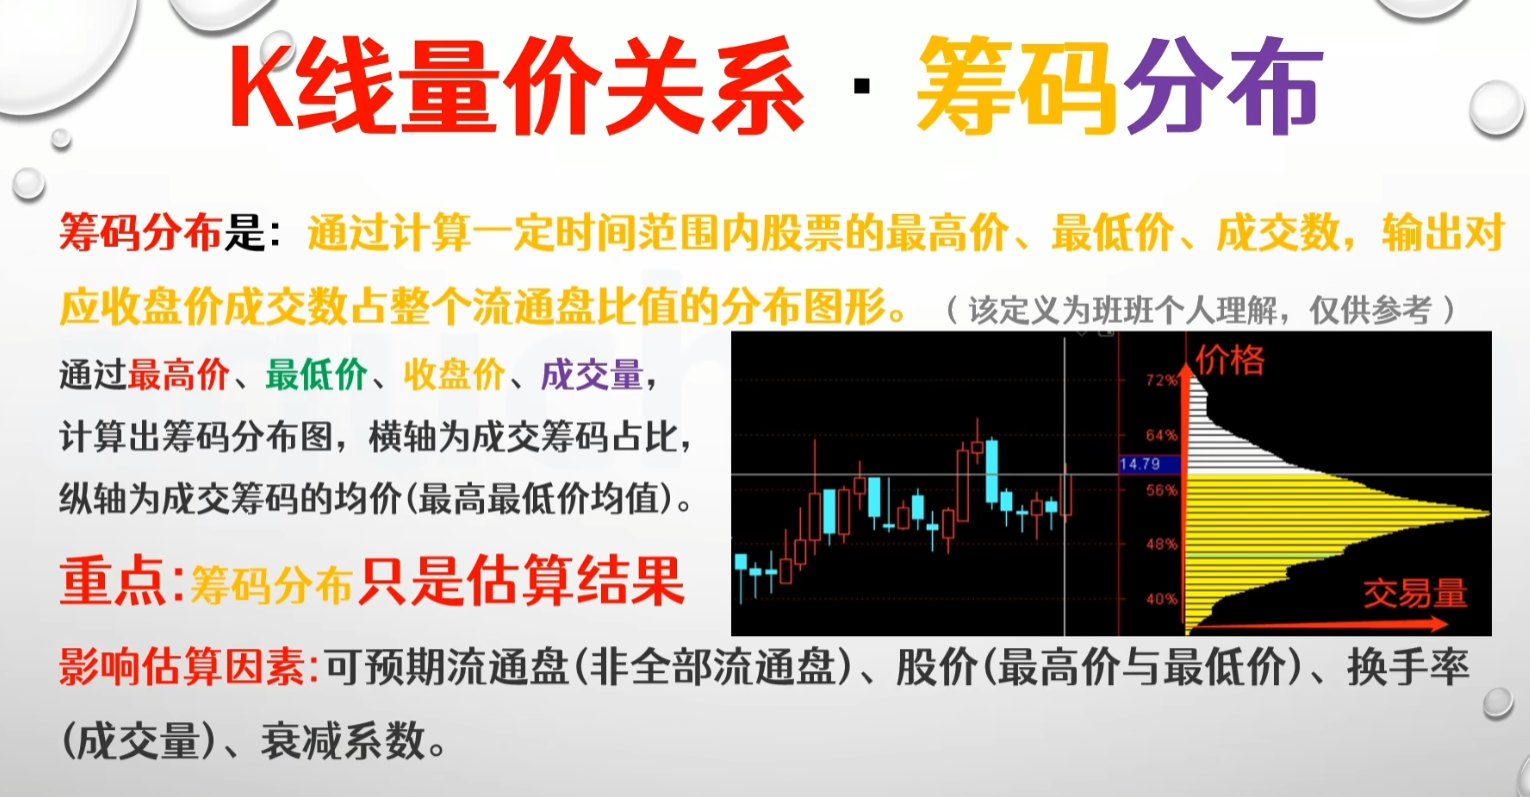 K线量价关系·筹码分布
筹码分布是：通过计算一定时间范围内股票的最高价、最低价、成交数，输出对
应收盘价成交数占整个流通盘比值的分布图形。（该定义为班班个人理解，仅供参考）
通过最高价、最低价、收盘价、成交量，
计算出筹码分布图，横轴为成交筹码占比，
纵轴为成交筹码的均价(最高最低价均值)。
重点:筹码分布只是估算结果
价格
72%
64%
14.79
56%
48%
40%
交易量
影响估算因素:可预期流通盘(非全部流通盘)、股价(最高价与最低价)、换手率
(成交量)、衰减系数。